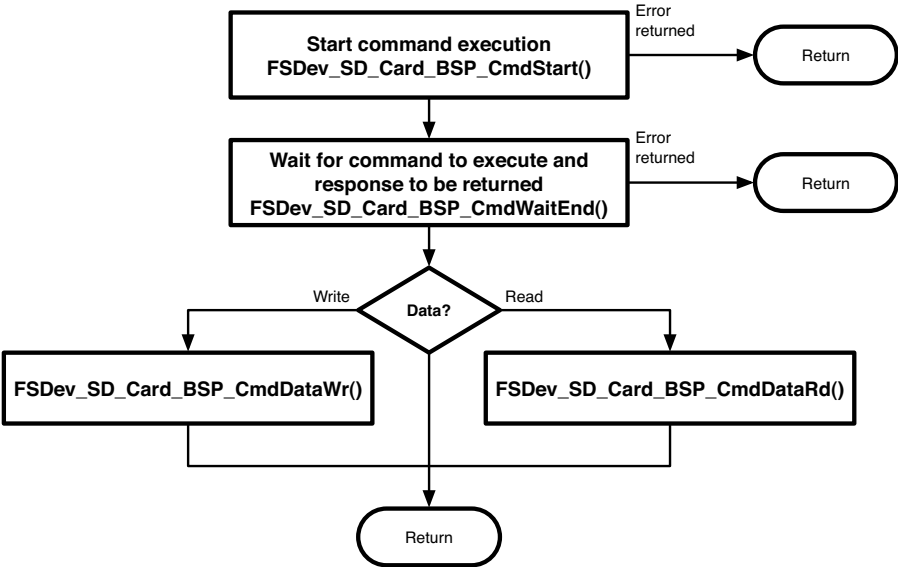 Error
returned
Start command execution
FSDev_SD_Card_BSP_CmdStart()
Return
Error
returned
Wait for command to execute and
response to be returned
FSDev_SD_Card_BSP_CmdWaitEnd()
Return
Write
Data?
Read
FSDev_SD_Card_BSP_CmdDataWr()
FSDev_SD_Card_BSP_CmdDataRd()
Return